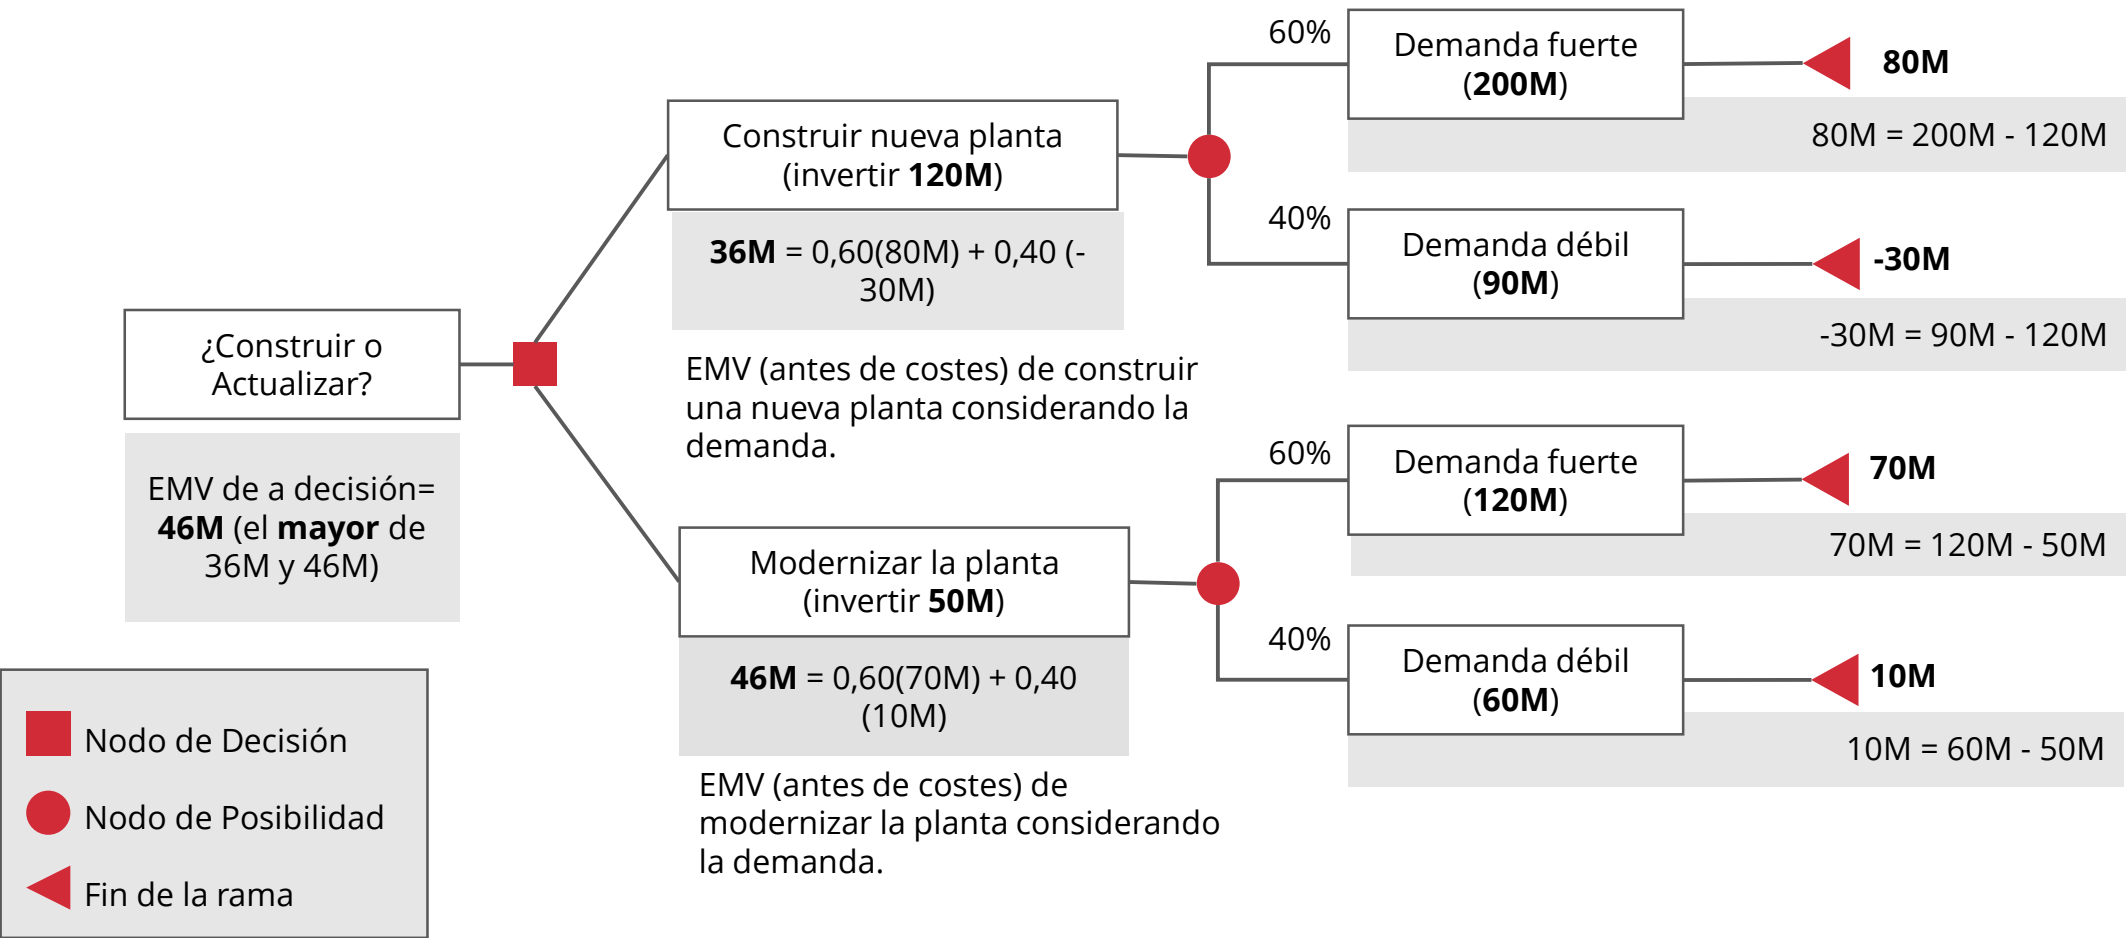 ¿Construir o
Actualizar?
EMV de a decisión=
46M (el mayor de
36M y 46M)
Construir nueva planta
(invertir 120M)
36M = 0,60(80M) + 0,40 (-
30M)
EMV (antes de costes) de construir
una nueva planta considerando la
demanda.
60%
Demanda fuerte
(200M)
80M
80M = 200M - 120M
40%
Demanda débil
(90M)
-30M
-30M = 90M - 120M
Modernizar la planta
(invertir 50M)
46M = 0,60(70M) + 0,40
(10M)
EMV (antes de costes) de
modernizar la planta considerando
la demanda.
60%
Demanda fuerte
(120M)
70M
70M = 120M - 50M
40%
Demanda débil
(60M)
10M
10M = 60M - 50M
Nodo de Decisión
Nodo de Posibilidad
Fin de la rama